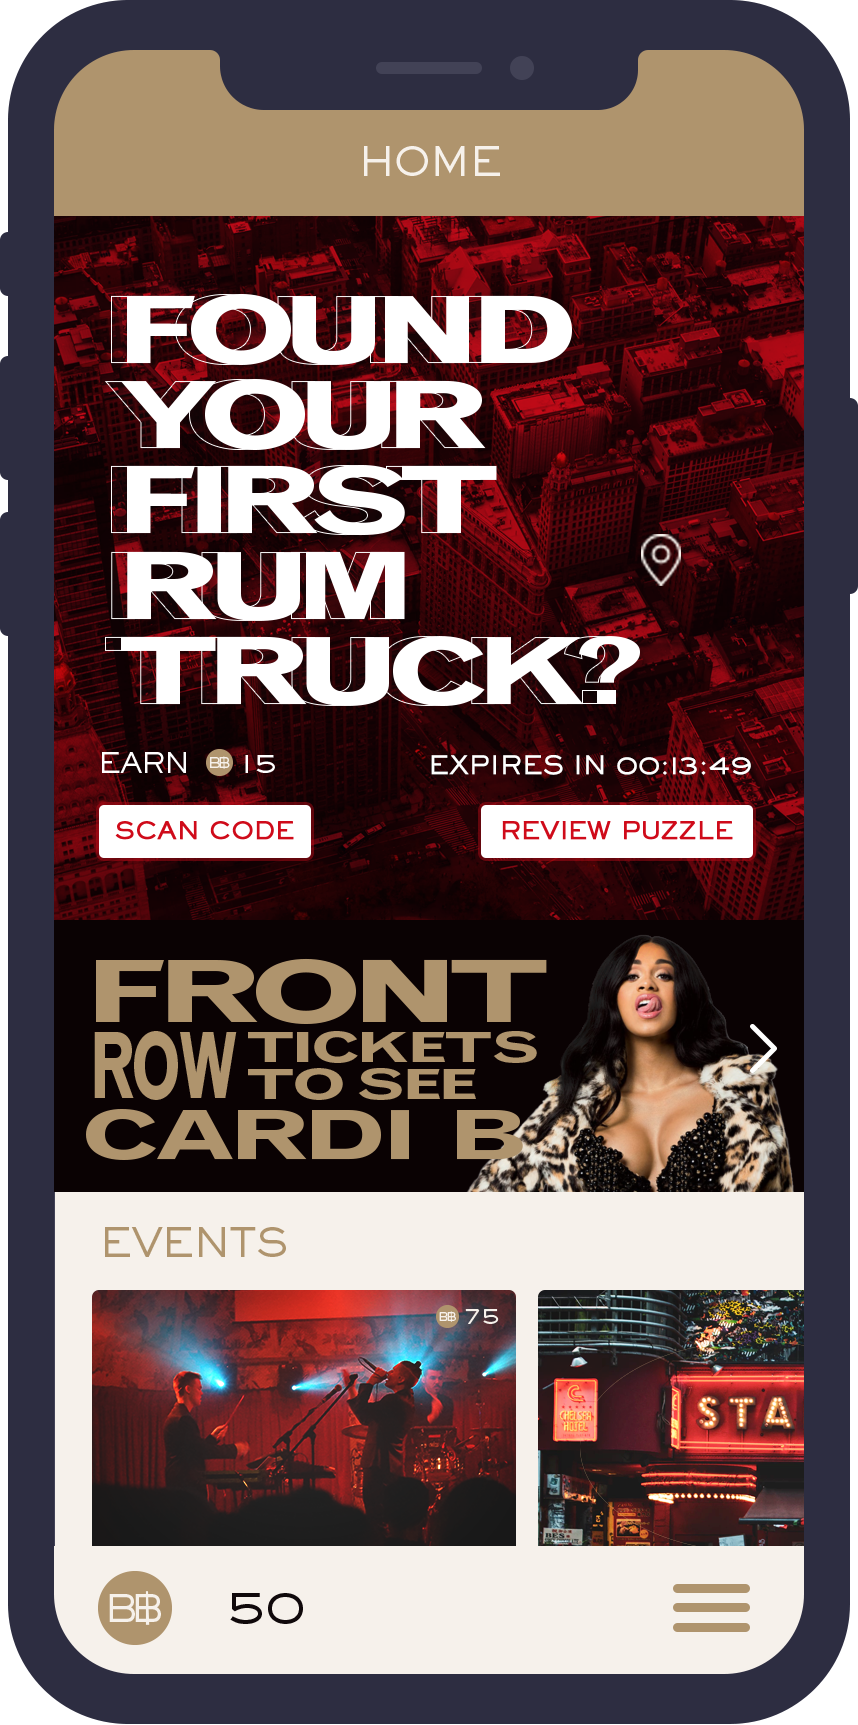 HOME
FOUND
YOUR
FIRST
RUM
TRUCK?
EARN BB 15
EXPIRES IN 00:13:49
SCAN CODE
REVIEW PUZZLE
FRONT
ROW TICKETS
TO SEE
CARDI B
EVENTS
BB 75
CHELSEA
HOTEL
STA
BB 50